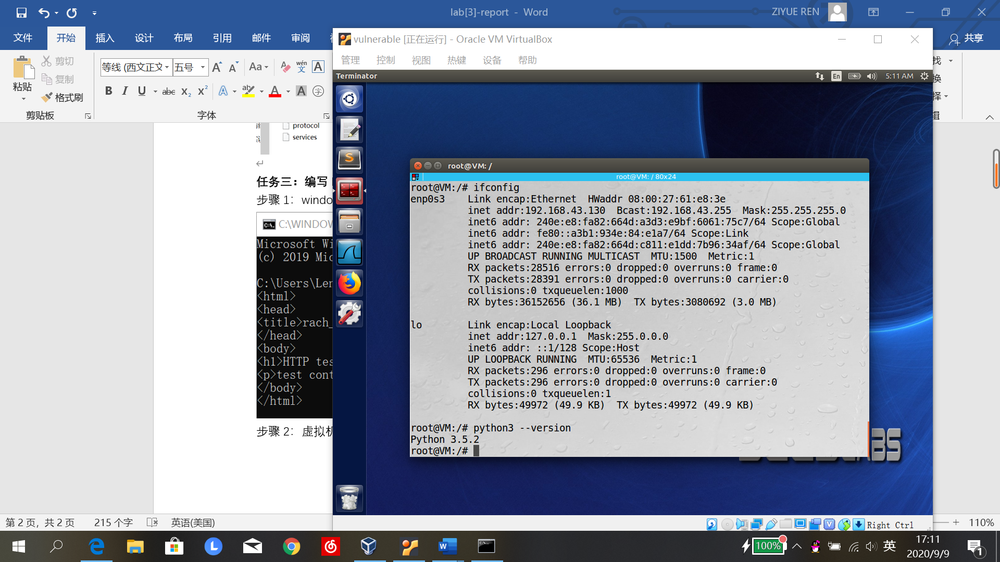 lab[3]-report - Word
ZIYUE REN
文件 开始 插入 设计 布局 引用 邮件 审阅
共享
粘贴
剪切
复制
格式刷
剪贴板
等线 (西文正文
五号
字体
找
换
择
protocol
services
任务三：编写
步骤 1：windo
C:\WINDOW
Microsoft Wi
(c) 2019 Mic
C:\Users\Len
<html>
<head>
<title>rach_
</head>
<body>
<h1>HTTP tes
<p>test cont
</body>
</html>
步骤 2：虚拟机
vulnerable [正在运行] - Oracle VM VirtualBox
管理 控制 视图 热键 设备 帮助
Terminator
En
5:11 AM
root@VM: /
root@VM: / 80x24
root@VM:/# ifconfig
enp0s3 Link encap:Ethernet HWaddr 08:00:27:61:e8:3e
inet addr:192.168.43.130 Bcast:192.168.43.255 Mask:255.255.255.0
inet6 addr: 240e:e8:fa82:664d:a3d3:e9bf:6061:75c7/64 Scope:Global
inet6 addr: fe80::a3b1:934e:84:e1a7/64 Scope:Link
inet6 addr: 240e:e8:fa82:664d:c811:e1dd:7b96:34af/64 Scope:Global
UP BROADCAST RUNNING MULTICAST MTU:1500 Metric:1
RX packets:28516 errors:0 dropped:0 overruns:0 frame:0
TX packets:28391 errors:0 dropped:0 overruns:0 carrier:0
collisions:0 txqueuelen:1000
RX bytes:36152656 (36.1 MB) TX bytes:3080692 (3.0 MB)
lo Link encap:Local Loopback
inet addr:127.0.0.1 Mask:255.0.0.0
inet6 addr: ::1/128 Scope:Host
UP LOOPBACK RUNNING MTU:65536 Metric:1
RX packets:296 errors:0 dropped:0 overruns:0 frame:0
TX packets:296 errors:0 dropped:0 overruns:0 carrier:0
collisions:0 txqueuelen:1
RX bytes:49972 (49.9 KB) TX bytes:49972 (49.9 KB)
root@VM:/# python3 --version
Python 3.5.2
root@VM:/#
Right Ctrl
第 2 页，共 2 页 215 个字 英语(美国)
110%
100%
英
17:11
2020/9/9
1